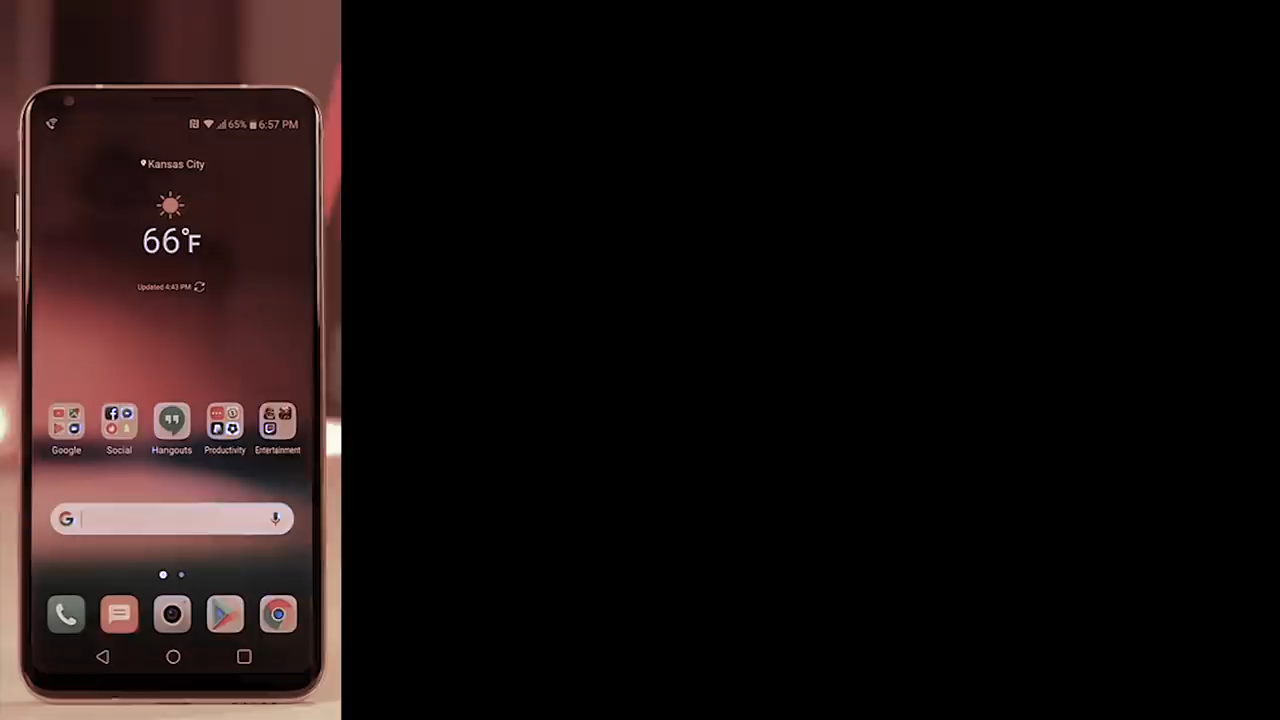 65% 6:57 PM
Kansas City
66°F
Updated 4:43 PM
Google Social Hangouts Productivity Entertainment
G